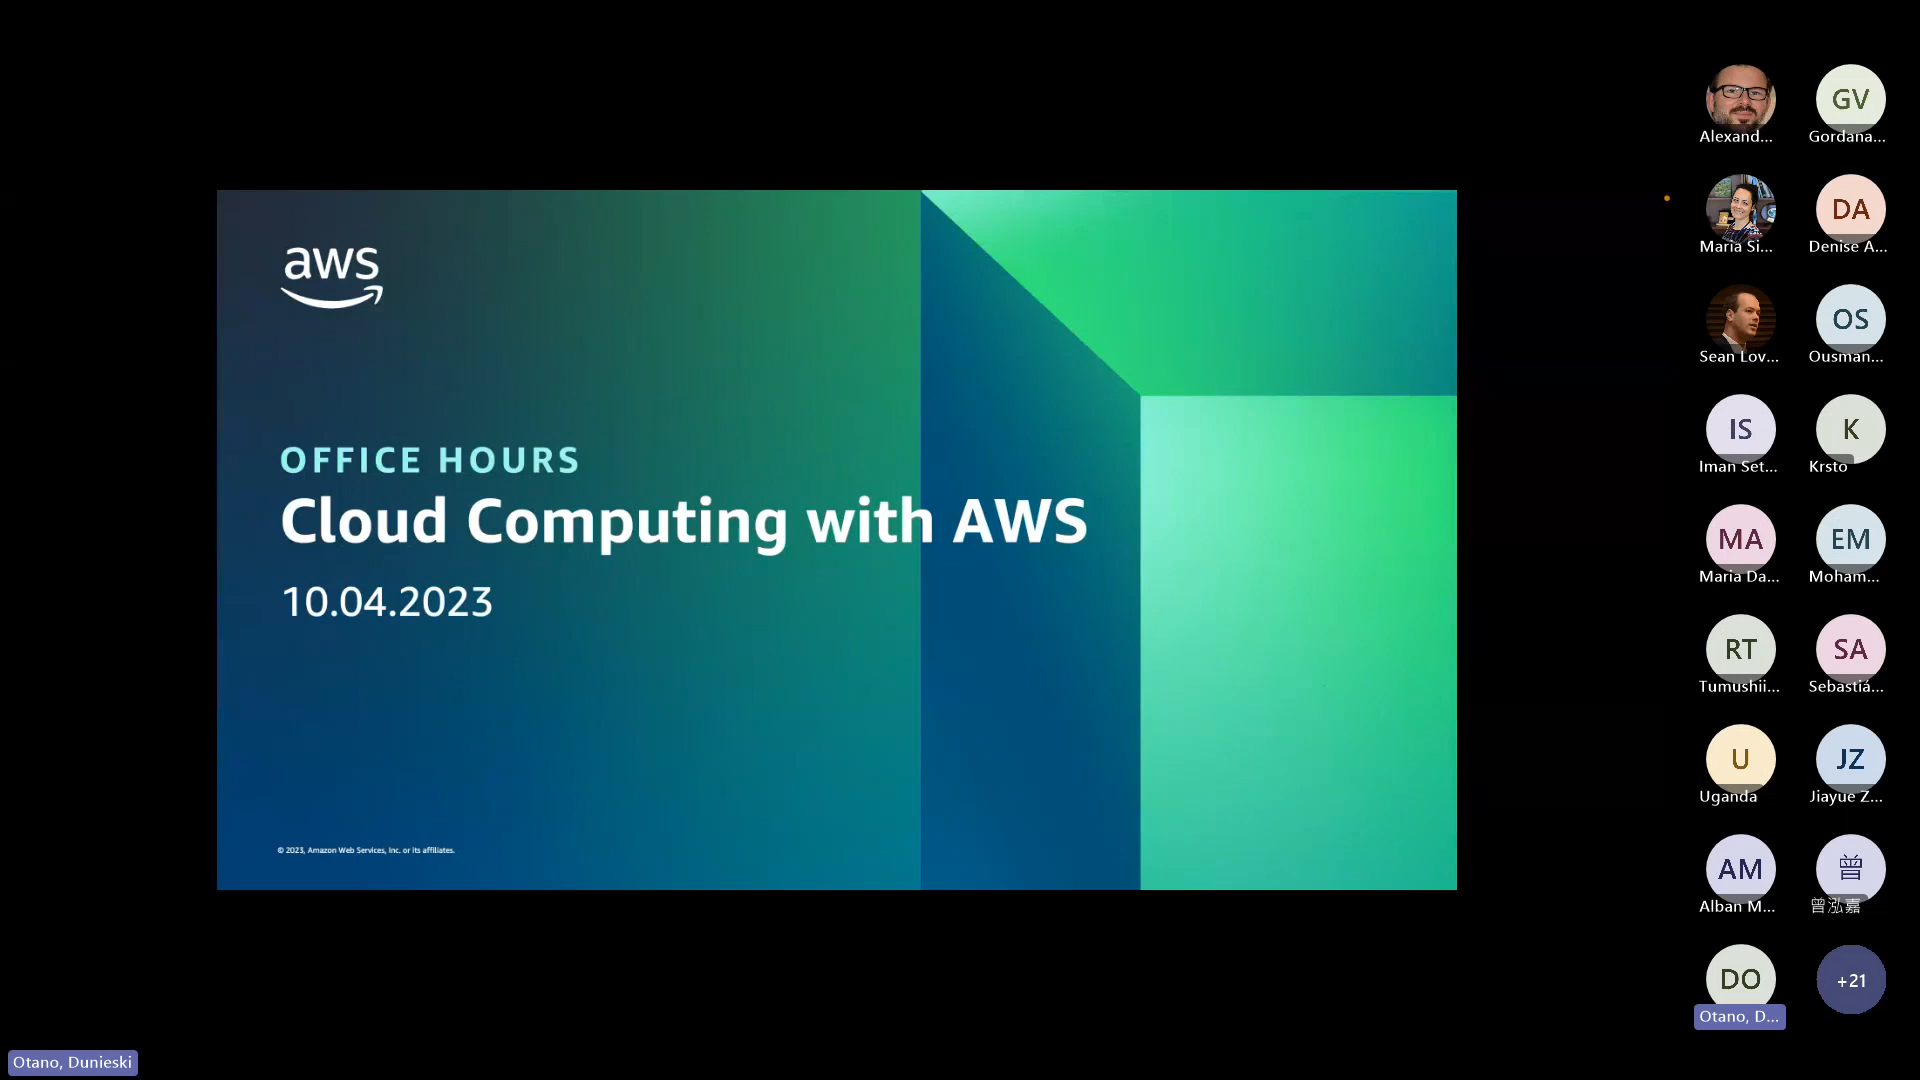 aws
OFFICE HOURS
Cloud Computing with AWS
10.04.2023
© 2023, Amazon Web Services, Inc. or its affiliates.
Alexand...
GV
Gordana...
Maria Si...
DA
Denise A...
Sean Lov...
OS
Ousman...
IS
Iman Set...
K
Krsto
MA
Maria Da...
EM
Moham...
RT
Tumushii...
SA
Sebastiá...
U
Uganda
JZ
Jiayue Z...
AM
Alban M...
曾
曾泓嘉
DO
Otano, D...
+21
Otano, Dunieski